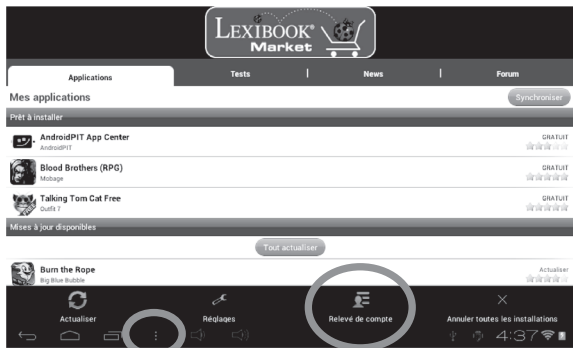 LEXIBOOK®
Market
Applications Tests News Forum
Mes applications Synchroniser
Prêt à installer
AndroidPIT App Center GRATUIT
AndroidPIT
Blood Brothers (RPG) GRATUIT
Mobage
Talking Tom Cat Free GRATUIT
Outfit 7
Mises à jour disponibles
Tout actualiser
Burn the Rope Actualiser
Big Blue Bubble
Actualiser Réglages Relevé de compte Annuler toutes les installations
4:37